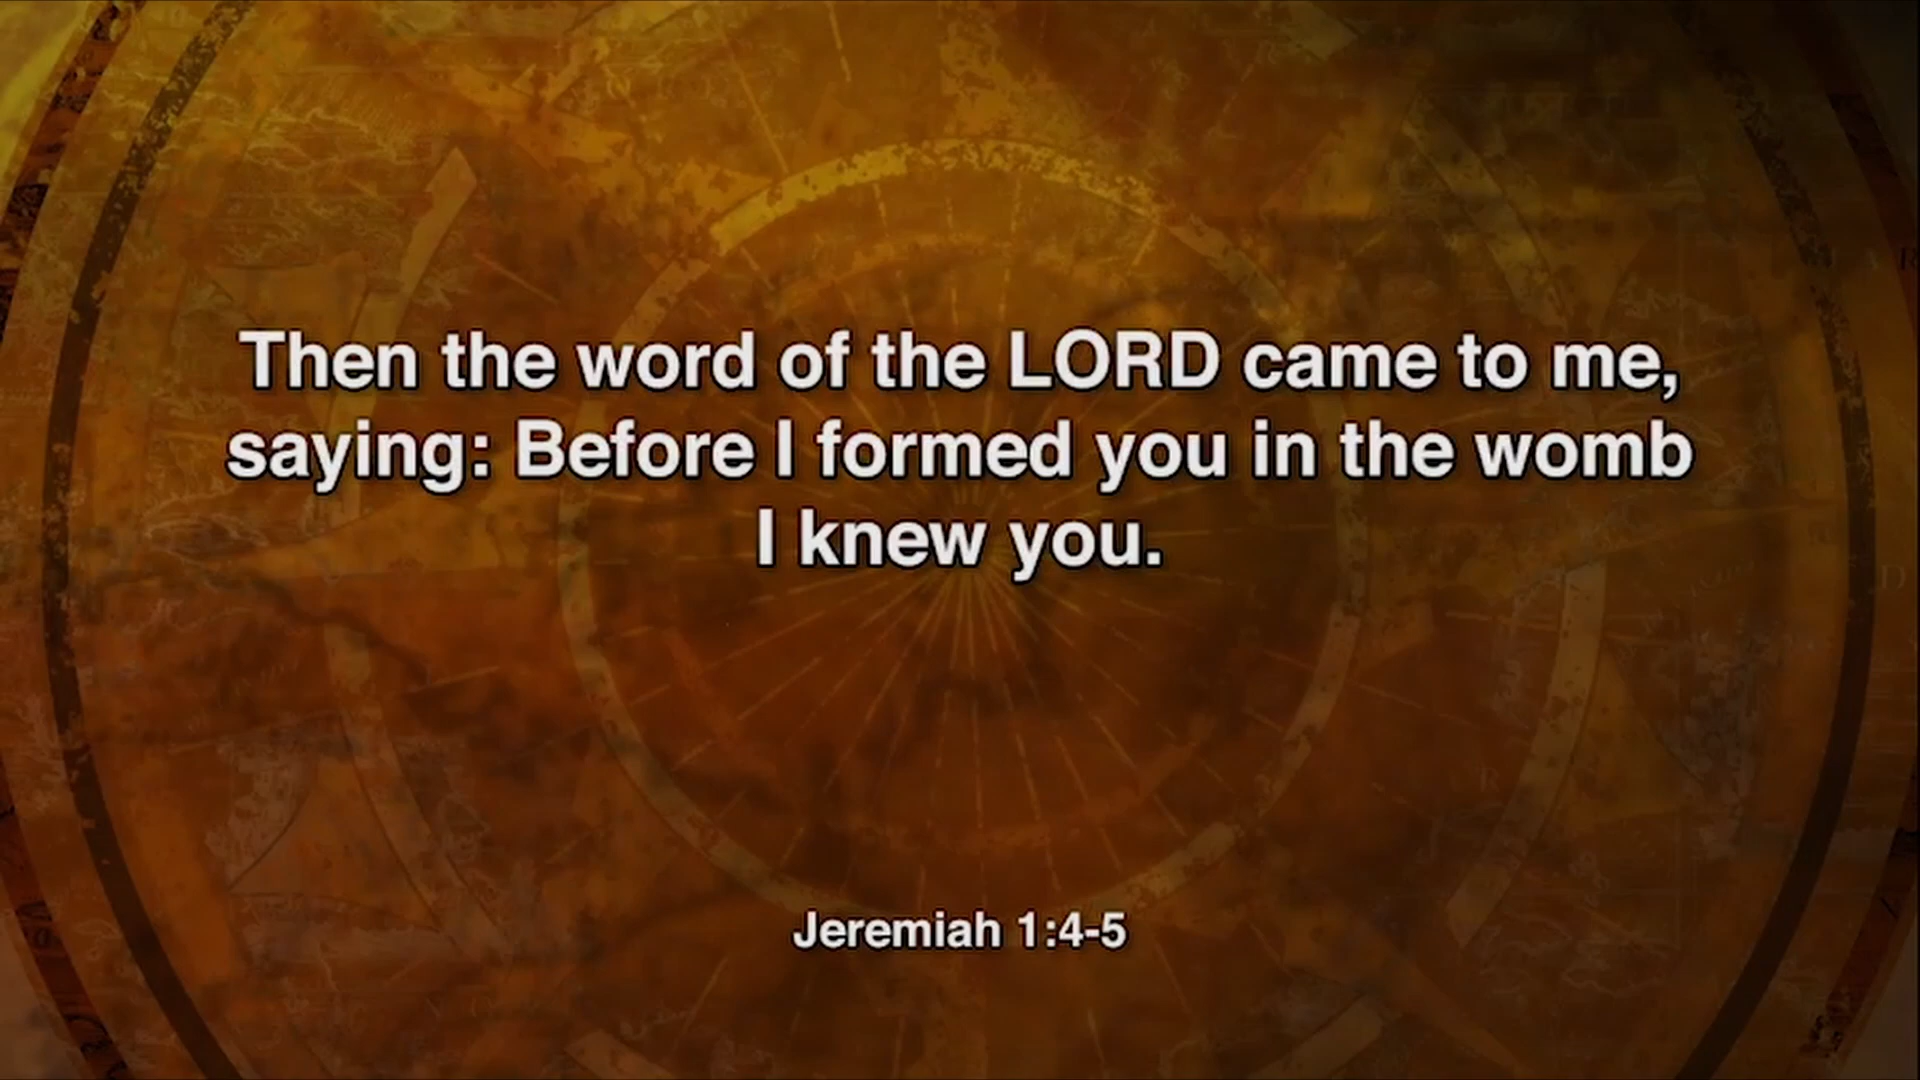 Then the word of the LORD came to me,
saying: Before I formed you in the womb
I knew you.
Jeremiah 1:4-5